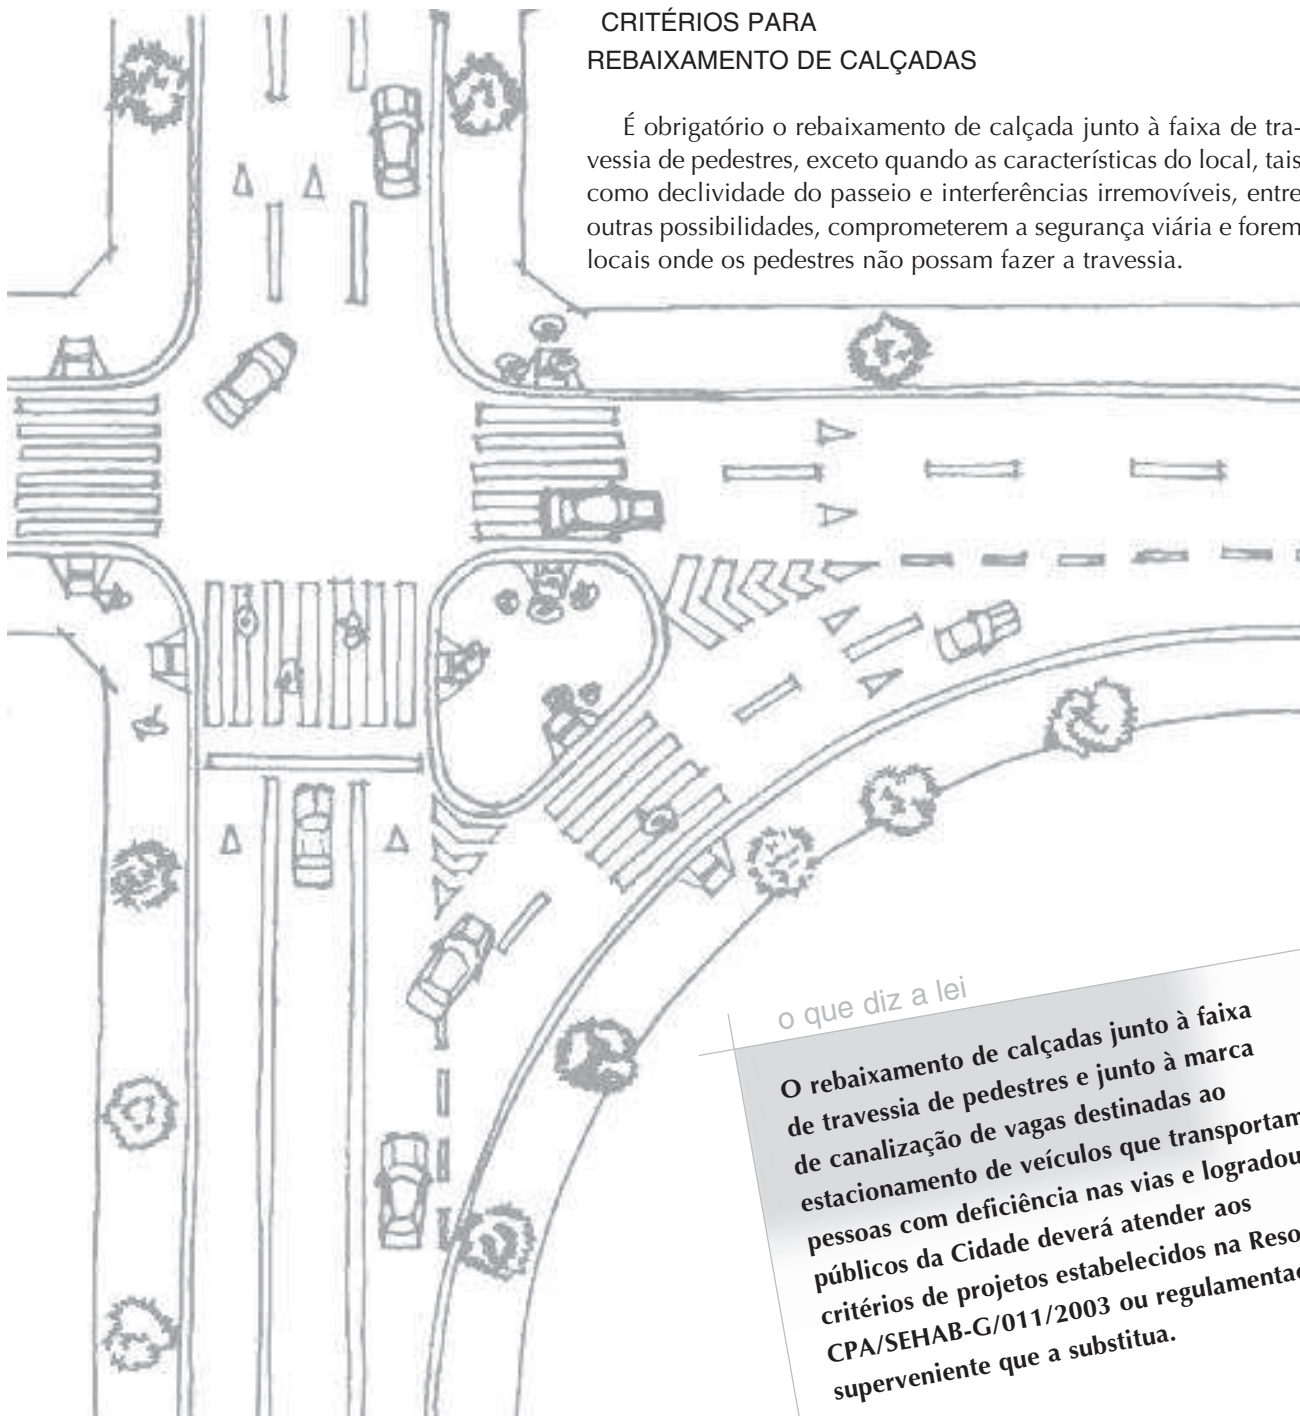 CRITÉRIOS PARA
REBAIXAMENTO DE CALÇADAS
É obrigatório o rebaixamento de calçada junto à faixa de tra-
vessia de pedestres, exceto quando as características do local, tais
como declividade do passeio e interferências irremovíveis, entre
outras possibilidades, comprometerem a segurança viária e forem
locais onde os pedestres não possam fazer a travessia.
o que diz a lei
O rebaixamento de calçadas junto à faixa
de travessia de pedestres e junto à marca
de canalização de vagas destinadas ao
estacionamento de veículos que transportam
pessoas com deficiência nas vias e
públicos da Cidade deverá atender aos
critérios de projetos estabelecidos na
CPA/SEHAB-G/011/2003 ou
superveniente que a substitua.